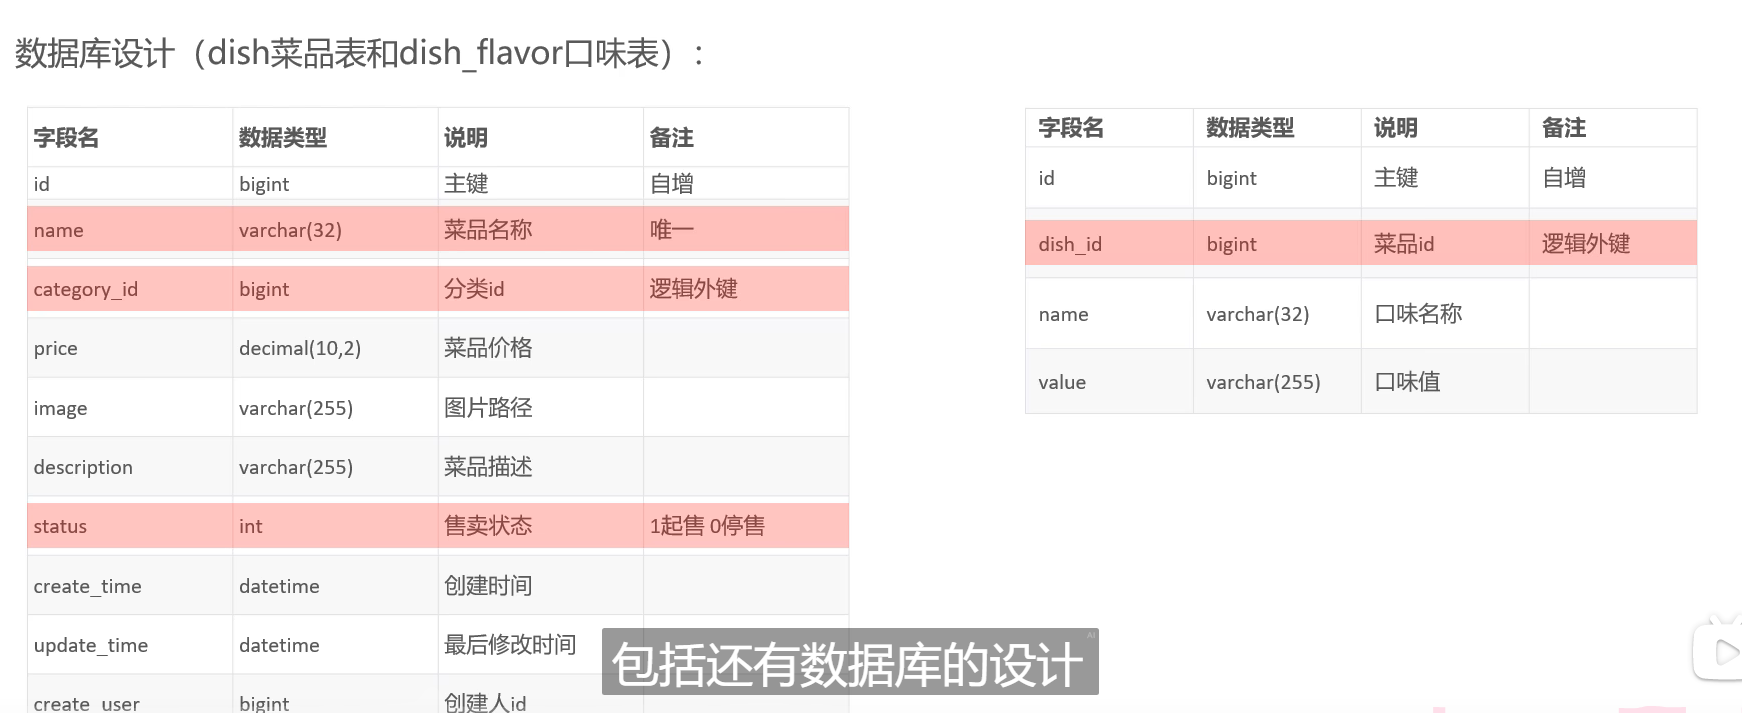 数据库设计（dish菜品表和dish_flavor口味表）：
字段名 数据类型 说明 备注
id bigint 主键 自增
name varchar(32) 菜品名称 唯一
category_id bigint 分类id 逻辑外键
price decimal(10,2) 菜品价格
image varchar(255) 图片路径
description varchar(255) 菜品描述
status int 售卖状态 1起售 0停售
create_time datetime 创建时间
update_time datetime 最后修改时间
create_user bigint 创建人id
字段名 数据类型 说明 备注
id bigint 主键 自增
dish_id bigint 菜品id 逻辑外键
name varchar(32) 口味名称
value varchar(255) 口味值
包括还有数据库的设计
AI